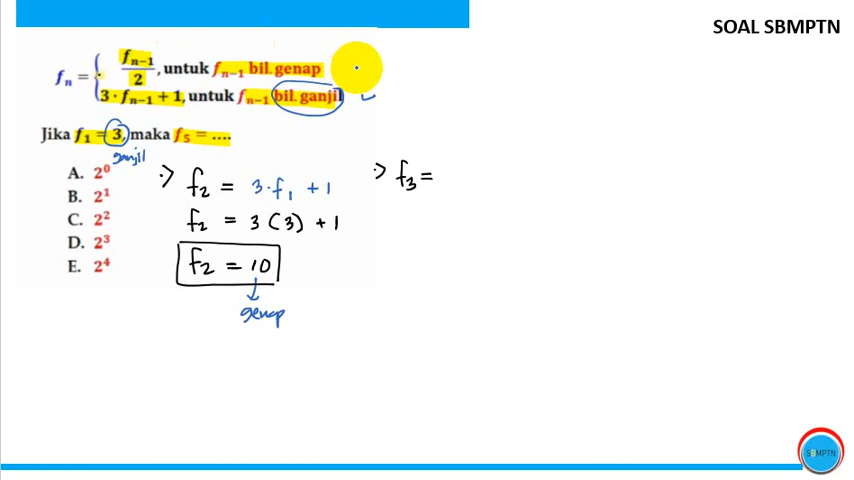 SOAL SBMPTN
fₙ = { fₙ₋₁/2, untuk fₙ₋₁ bil. genap
3 · fₙ₋₁ + 1, untuk fₙ₋₁ bil. ganjil
Jika f₁ = 3, maka f₅ = ....
ganjil
A. 2⁰
B. 2¹
C. 2²
D. 2³
E. 2⁴
·> f₂ = 3·f₁ + 1
f₂ = 3(3) + 1
f₂ = 10
genap
·> f₃ =
SBMPTN